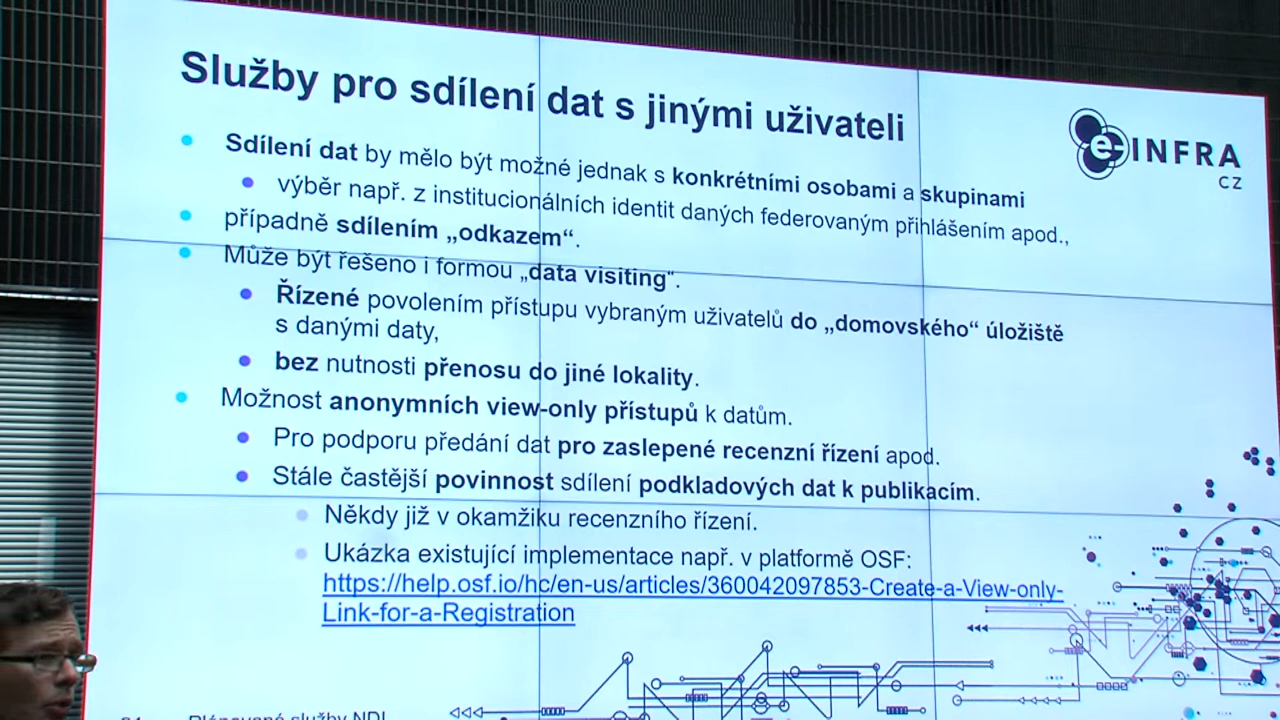 Služby pro sdílení dat s jinými uživateli
e-INFRA
CZ
Sdílení dat by mělo být možné jednak s konkrétními osobami a skupinami
výběr např. z institucionálních identit daných federovaným přihlášením apod.,
případně sdílením „odkazem“.
Může být řešeno i formou „data visiting“.
Řízené povolením přístupu vybraným uživatelů do „domovského“ úložiště
s danými daty,
bez nutnosti přenosu do jiné lokality.
Možnost anonymních view-only přístupů k datům.
Pro podporu předání dat pro zaslepené recenzní řízení apod.
Stále častější povinnost sdílení podkladových dat k publikacím.
Někdy již v okamžiku recenzního řízení.
Ukázka existující implementace např. v platformě OSF:
https://help.osf.io/hc/en-us/articles/360042097853-Create-a-View-only-
Link-for-a-Registration
Plánované služby NDI